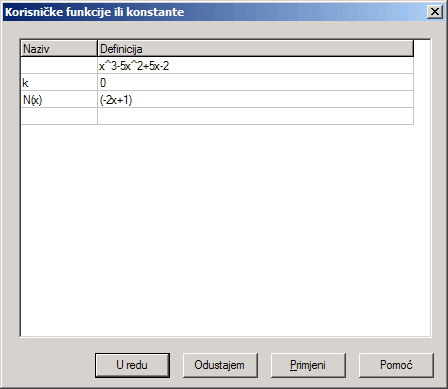 Korisničke funkcije ili konstante
Naziv Definicija
x^3-5x^2+5x-2
k 0
N(x) (-2x+1)
U redu Odustajem Primjeni Pomoć